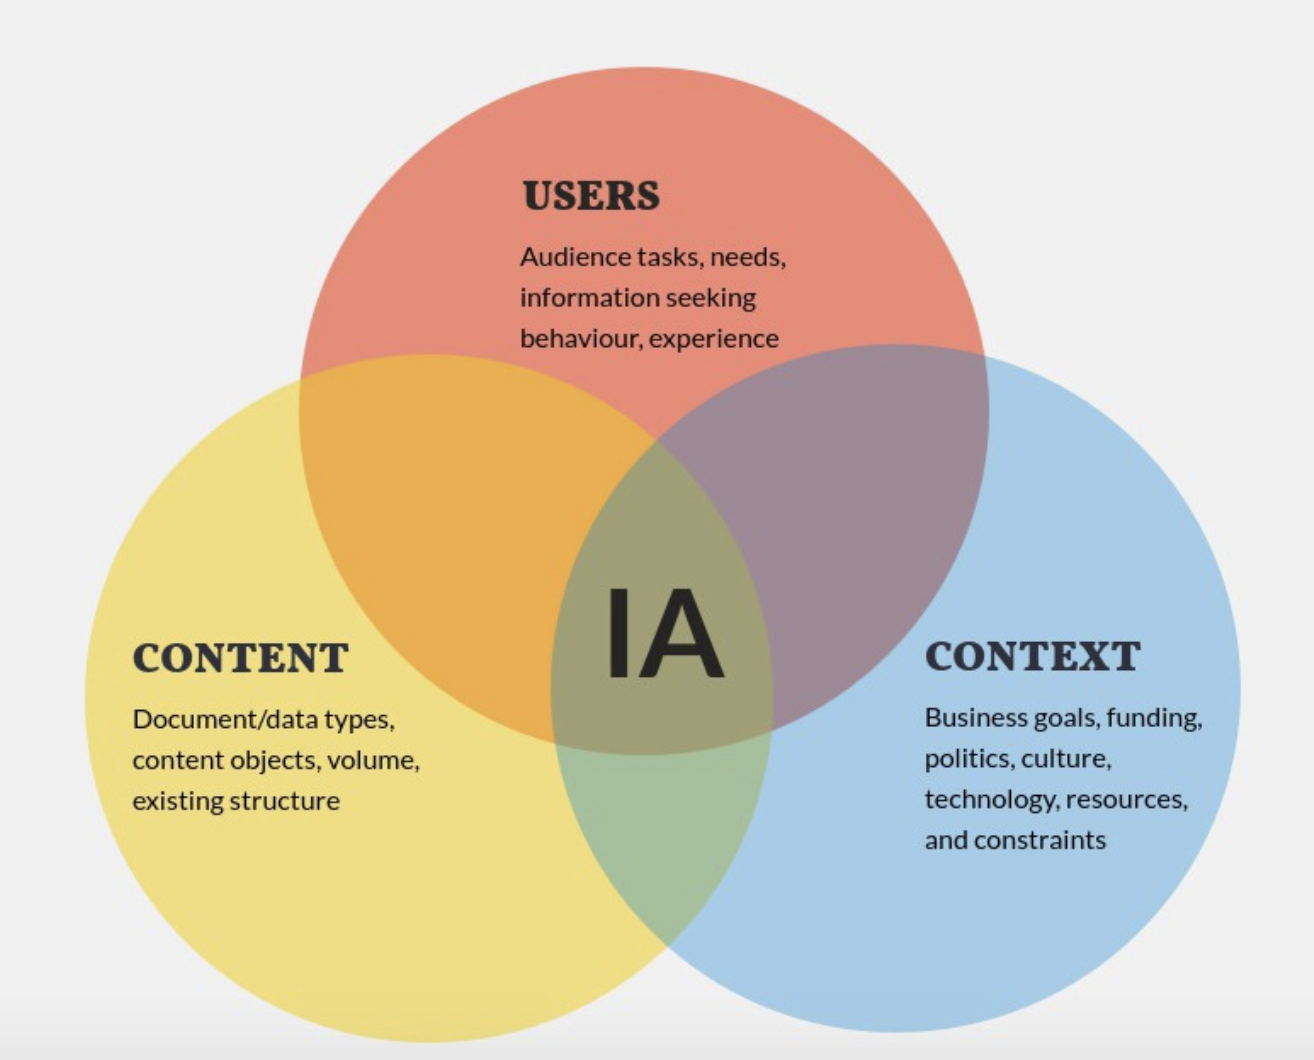 USERS
Audience tasks, needs,
information seeking
behaviour, experience
IA
CONTENT
Document/data types,
content objects, volume,
existing structure
CONTEXT
Business goals, funding,
politics, culture,
technology, resources,
and constraints